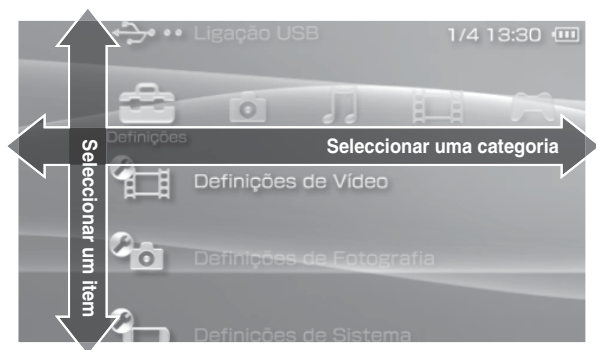 Ligação USB
1/4 13:30
Definições
Seleccionar uma categoria
Seleccionar um item
Definições de Vídeo
Definições de Fotografia
Definições de Sistema